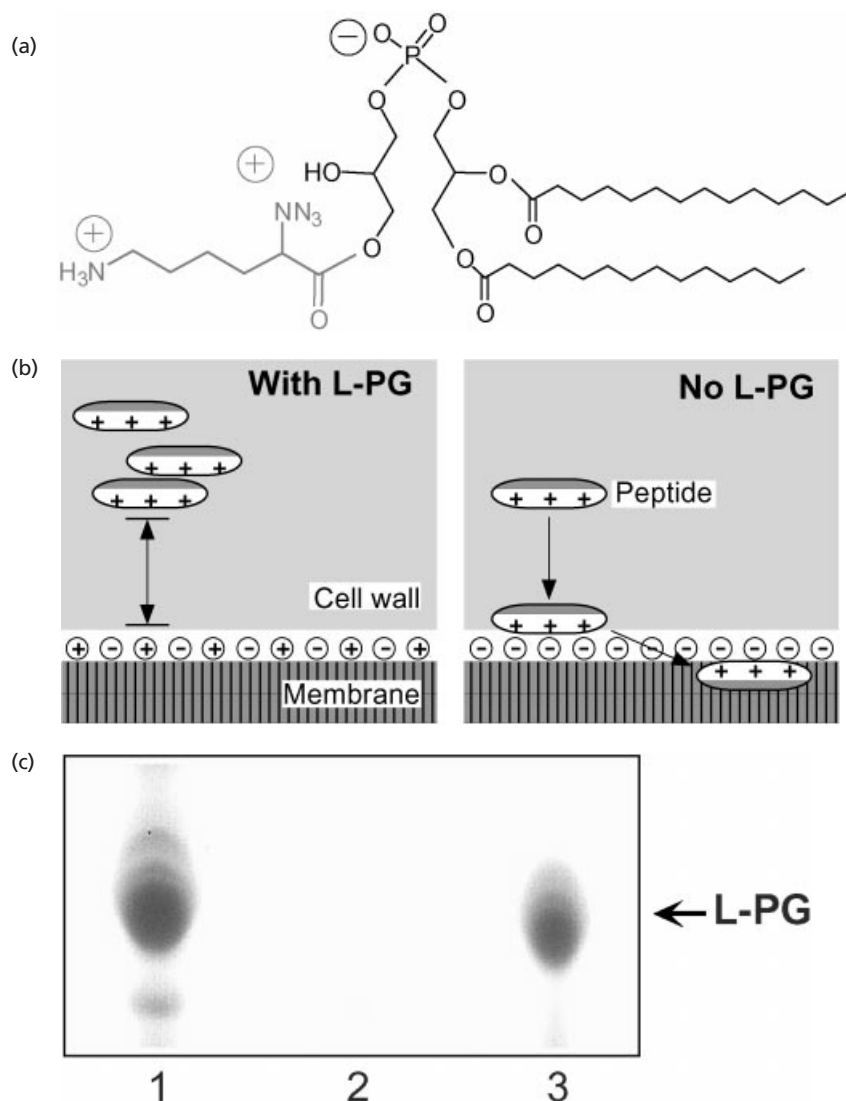 (a)
− O O
P
O O
+ HO O
NN3 O
+
H3N O O
O O
(b)
With L-PG No L-PG
+ + +
+ + +
+ + + + + + Peptide
Cell wall
+ + +
+ − + − + − + − + − + − − − − − − − − − − −
+ + +
Membrane
(c)
L-PG
1 2 3